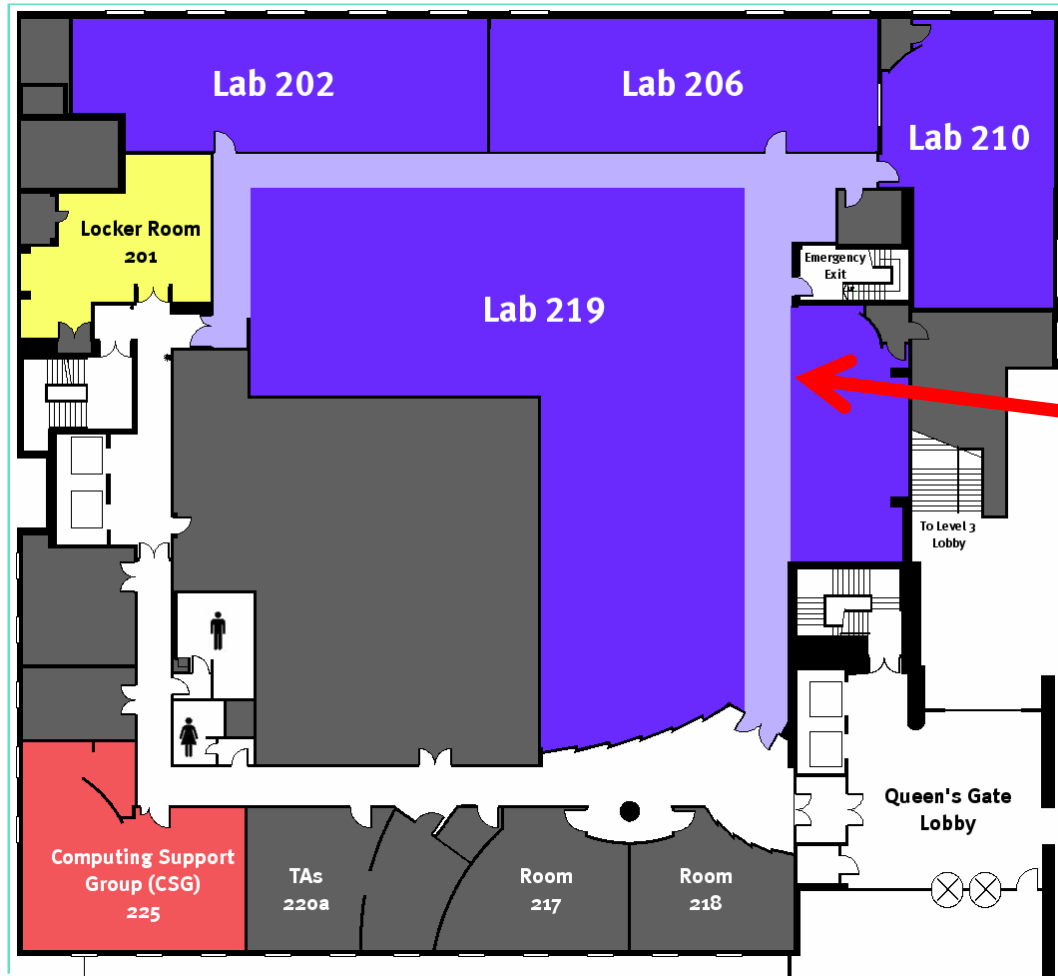 Lab 202
Lab 206
Lab 210
Locker Room
201
Emergency
Exit
Lab 219
To Level 3
Lobby
Queen's Gate
Lobby
Computing Support
Group (CSG)
225
TAs
220a
Room
217
Room
218